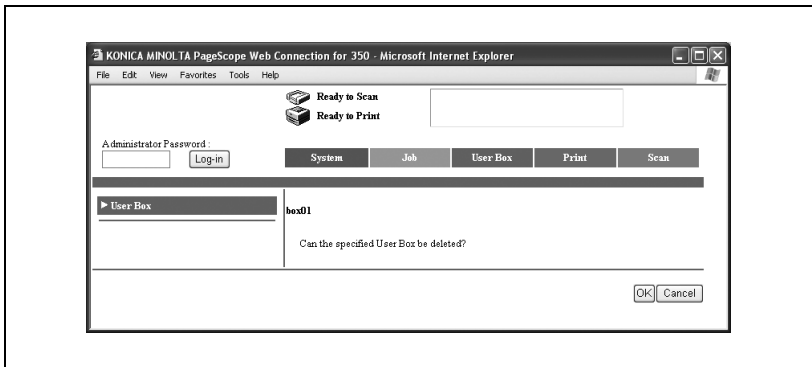 KONICA MINOLTA PageScope Web Connection for 350 - Microsoft Internet Explorer
File Edit View Favorites Tools Help
Ready to Scan
Ready to Print
Administrator Password :
Log-in
System Job User Box Print Scan
User Box
box01
Can the specified User Box be deleted?
OK Cancel